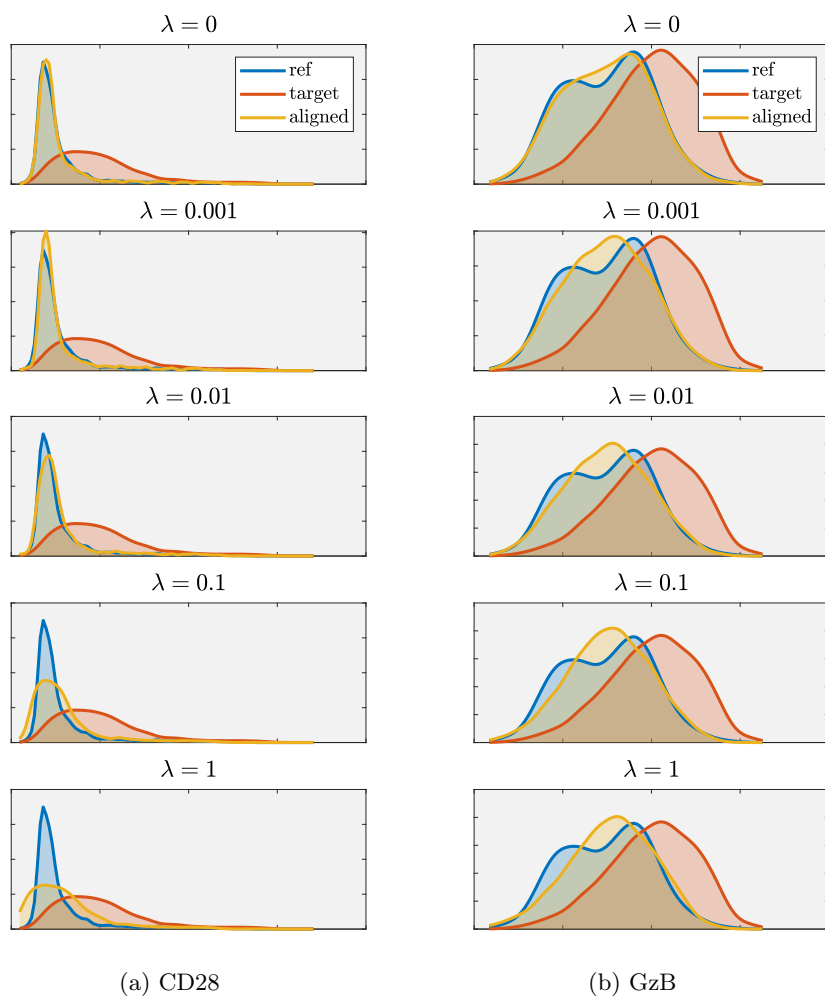 λ = 0
ref
target
aligned
λ = 0.001
λ = 0.01
λ = 0.1
λ = 1
(a) CD28
λ = 0
ref
target
aligned
λ = 0.001
λ = 0.01
λ = 0.1
λ = 1
(b) GzB